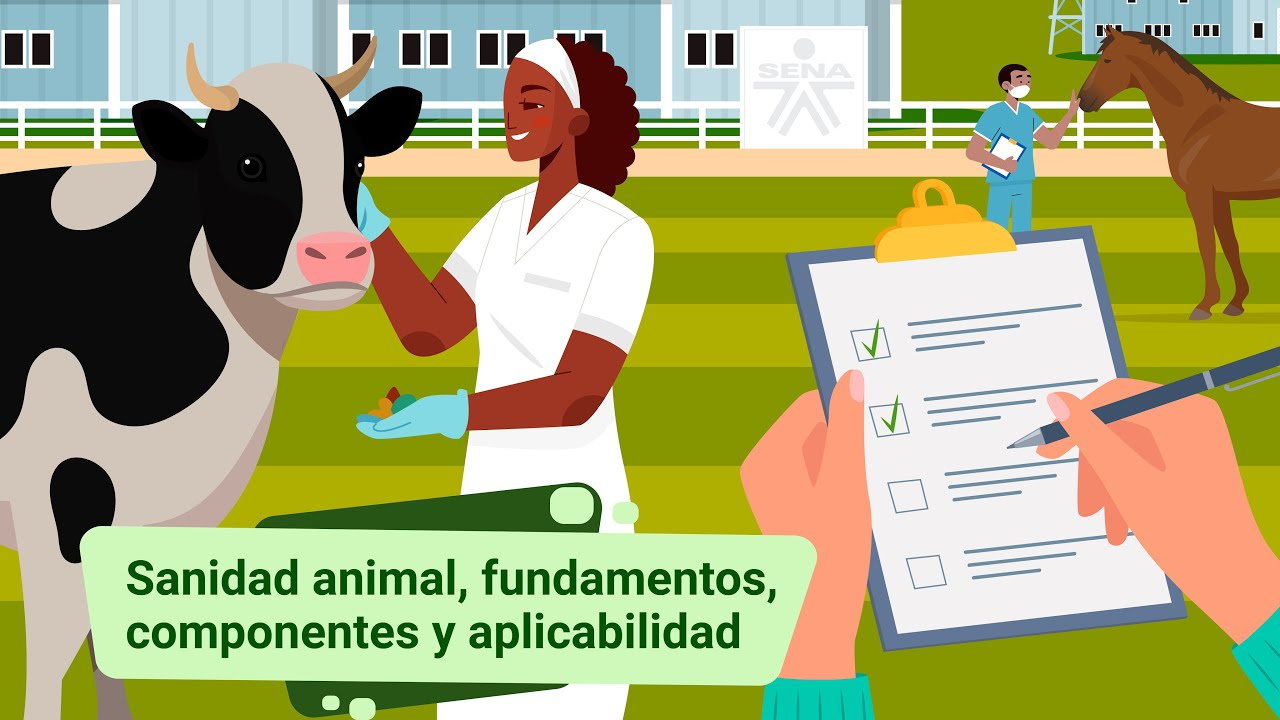 SENA
Sanidad animal, fundamentos,
componentes y aplicabilidad